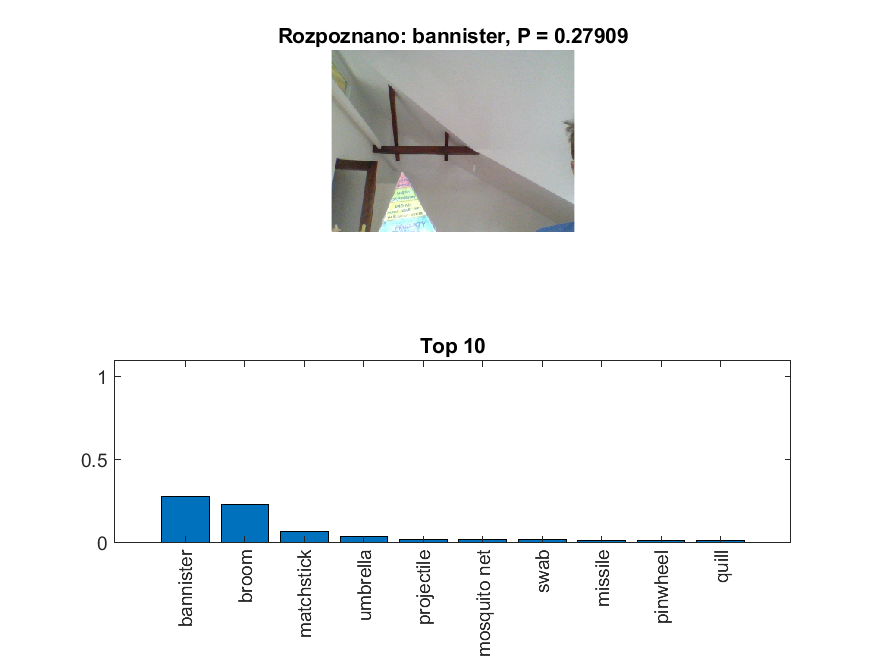 Rozpoznano: bannister, P = 0.27909
Top 10
1
0.5
0
bannister
broom
matchstick
umbrella
projectile
mosquito net
swab
missile
pinwheel
quill